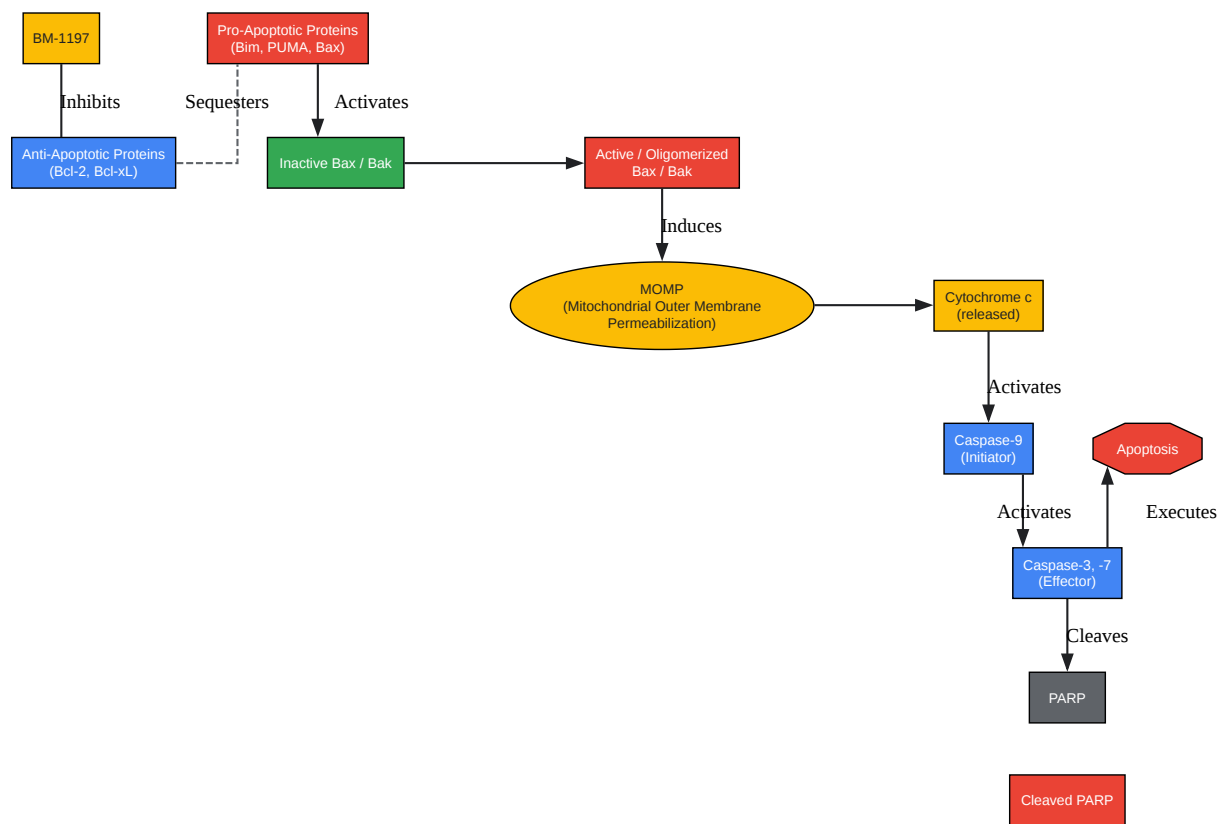 BM-1197
Pro-Apoptotic Proteins
(Bim, PUMA, Bax)
Inhibits
Sequesters
Activates
Anti-Apoptotic Proteins
(Bcl-2, Bcl-xL)
Inactive Bax / Bak
Active / Oligomerized
Bax / Bak
Induces
MOMP
(Mitochondrial Outer Membrane
Permeabilization)
Cytochrome c
(released)
Activates
Caspase-9
(Initiator)
Apoptosis
Activates
Executes
Caspase-3, -7
(Effector)
Cleaves
PARP
Cleaved PARP